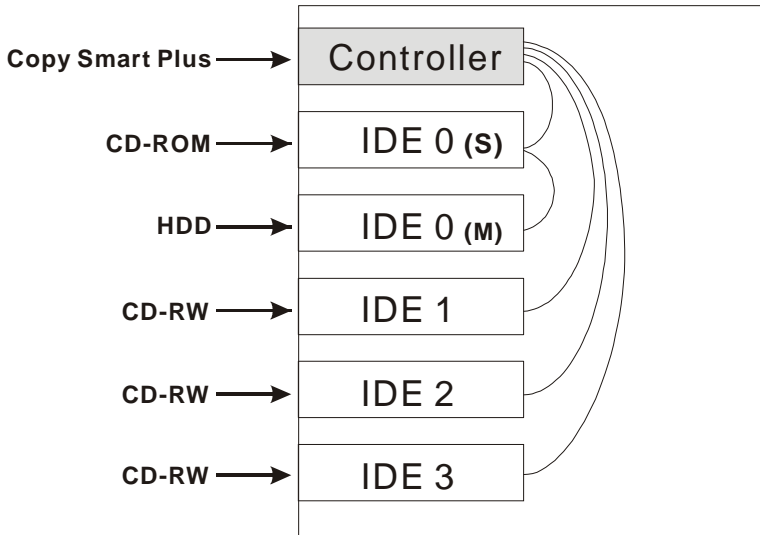 Copy Smart Plus Controller
CD-ROM IDE 0 (S)
HDD IDE 0 (M)
CD-RW IDE 1
CD-RW IDE 2
CD-RW IDE 3